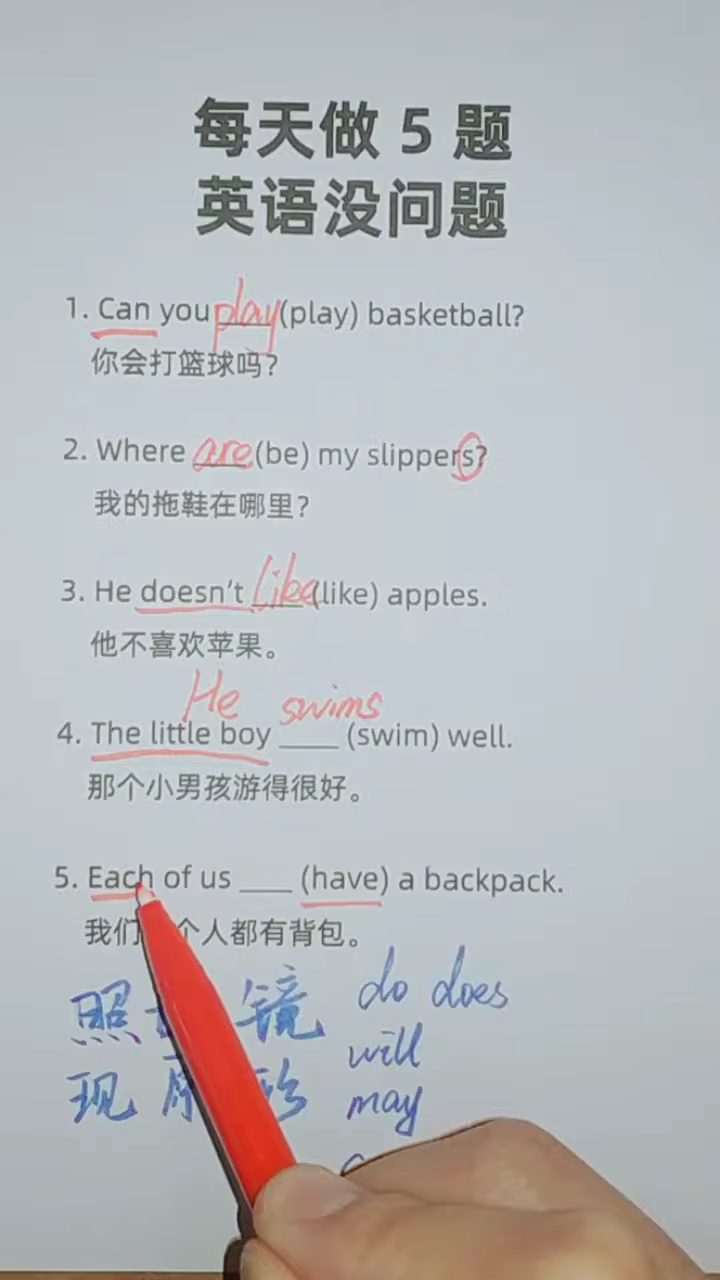 每天做 5 题
英语没问题
1. Can you play (play) basketball?
你会打篮球吗?
2. Where are (be) my slippers?
我的拖鞋在哪里?
3. He doesn't like (like) apples.
他不喜欢苹果。
He swims
4. The little boy ____ (swim) well.
那个小男孩游得很好。
5. Each of us ____ (have) a backpack.
我们 个人都有背包。
照 镜 do does
will
现 原 形 may